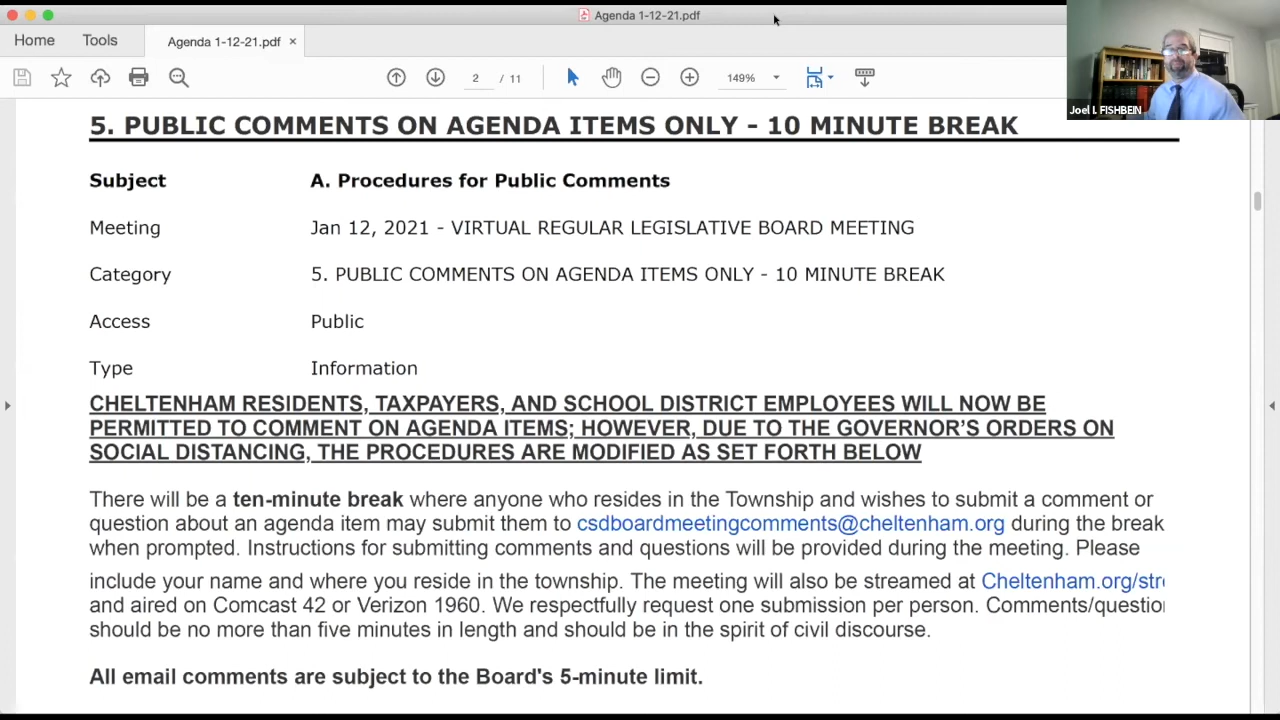 Agenda 1-12-21.pdf
Home Tools Agenda 1-12-21.pdf ×
2 / 11 149%
Joel I. FISHBEIN
5. PUBLIC COMMENTS ON AGENDA ITEMS ONLY - 10 MINUTE BREAK
Subject A. Procedures for Public Comments
Meeting Jan 12, 2021 - VIRTUAL REGULAR LEGISLATIVE BOARD MEETING
Category 5. PUBLIC COMMENTS ON AGENDA ITEMS ONLY - 10 MINUTE BREAK
Access Public
Type Information
CHELTENHAM RESIDENTS, TAXPAYERS, AND SCHOOL DISTRICT EMPLOYEES WILL NOW BE
PERMITTED TO COMMENT ON AGENDA ITEMS; HOWEVER, DUE TO THE GOVERNOR'S ORDERS ON
SOCIAL DISTANCING, THE PROCEDURES ARE MODIFIED AS SET FORTH BELOW
There will be a ten-minute break where anyone who resides in the Township and wishes to submit a comment or
question about an agenda item may submit them to csdboardmeetingcomments@cheltenham.org during the break
when prompted. Instructions for submitting comments and questions will be provided during the meeting. Please
include your name and where you reside in the township. The meeting will also be streamed at Cheltenham.org/stre
and aired on Comcast 42 or Verizon 1960. We respectfully request one submission per person. Comments/question
should be no more than five minutes in length and should be in the spirit of civil discourse.
All email comments are subject to the Board's 5-minute limit.